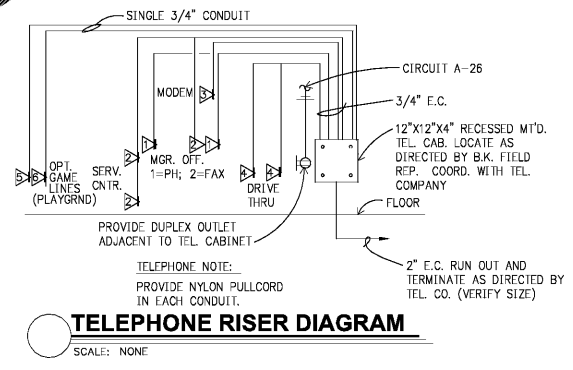 SINGLE 3/4" CONDUIT
CIRCUIT A-26
MODEM
3
3/4" E.C.
12"X12"X4" RECESSED MT'D.
TEL. CAB. LOCATE AS
DIRECTED BY B.K. FIELD
REP. COORD. WITH TEL.
COMPANY
1
2
1
2
MGR. OFF.
1=PH; 2=FAX
5
6
OPT.
GAME
LINES
(PLAYGRND)
SERV.
CNTR.
2
4
4
DRIVE
THRU
FLOOR
PROVIDE DUPLEX OUTLET
ADJACENT TO TEL. CABINET
TELEPHONE NOTE:
PROVIDE NYLON PULLCORD
IN EACH CONDUIT.
2" E.C. RUN OUT AND
TERMINATE AS DIRECTED BY
TEL. CO. (VERIFY SIZE)
TELEPHONE RISER DIAGRAM
SCALE: NONE